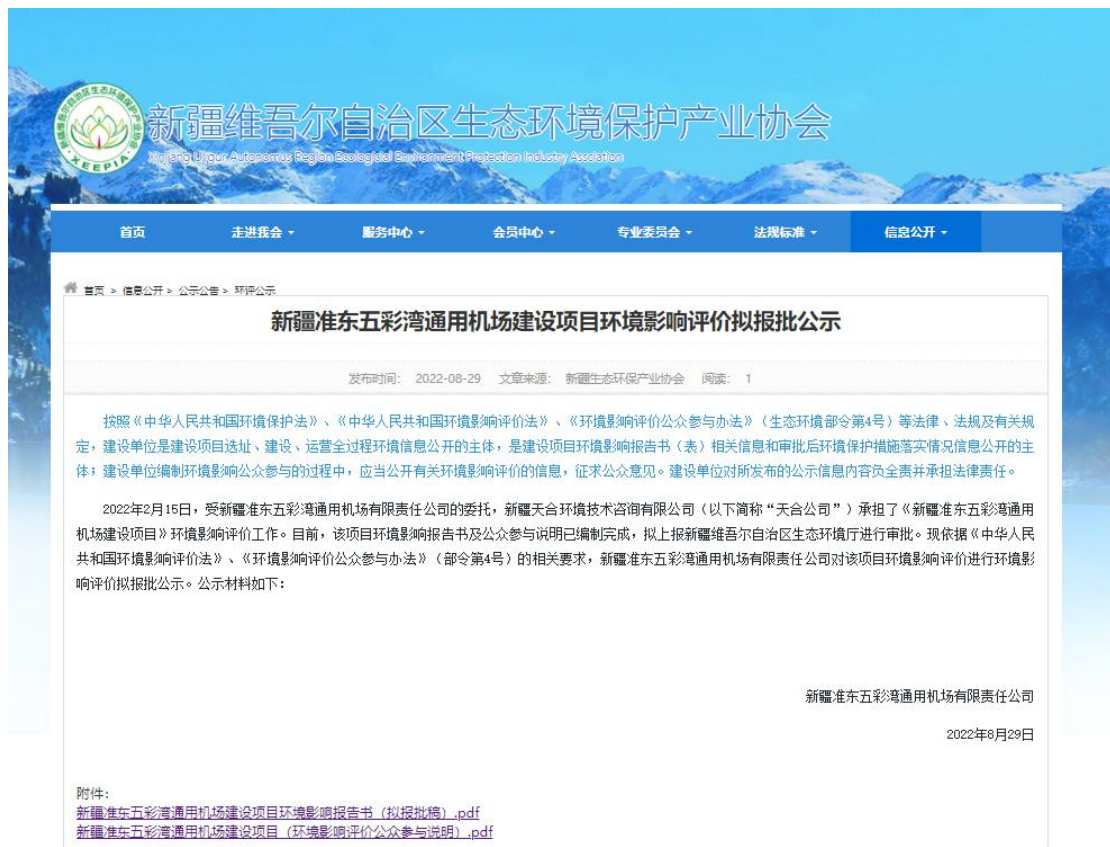 新疆维吾尔自治区生态环境保护产业协会
XEEPIA
首页
走进我会
服务中心
会员中心
专业委员会
法规标准
信息公开
首页 > 信息公开 > 公示公告 > 环评公示
新疆准东五彩湾通用机场建设项目环境影响评价拟报批公示
发布时间: 2022-08-29 文章来源: 新疆生态环保产业协会 阅读: 1
按照《中华人民共和国环境保护法》、《中华人民共和国环境影响评价法》、《环境影响评价公众参与办法》（生态环境部令第4号）等法律、法规及有关规
定，建设单位是建设项目选址、建设、运营全过程环境信息公开的主体，是建设项目环境影响报告书（表）相关信息和审批后环境保护措施落实情况信息公开的主
体；建设单位编制环境影响公众参与的过程中，应当公开有关环境影响评价的信息，征求公众意见。建设单位对所发布的公示信息内容负全责并承担法律责任。
2022年2月15日，受新疆准东五彩湾通用机场有限责任公司的委托，新疆天合环境技术咨询有限公司（以下简称“天合公司”）承担了《新疆准东五彩湾通用
机场建设项目》环境影响评价工作。目前，该项目环境影响报告书及公众参与说明已编制完成，拟上报新疆维吾尔自治区生态环境厅进行审批。现依据《中华人民
共和国环境影响评价法》、《环境影响评价公众参与办法》（部令第4号）的相关要求，新疆准东五彩湾通用机场有限责任公司对该项目环境影响评价进行环境影
响评价拟报批公示。公示材料如下：
新疆准东五彩湾通用机场有限责任公司
2022年8月29日
附件:
新疆准东五彩湾通用机场建设项目环境影响报告书（拟报批稿）.pdf
新疆准东五彩湾通用机场建设项目（环境影响评价公众参与说明）.pdf